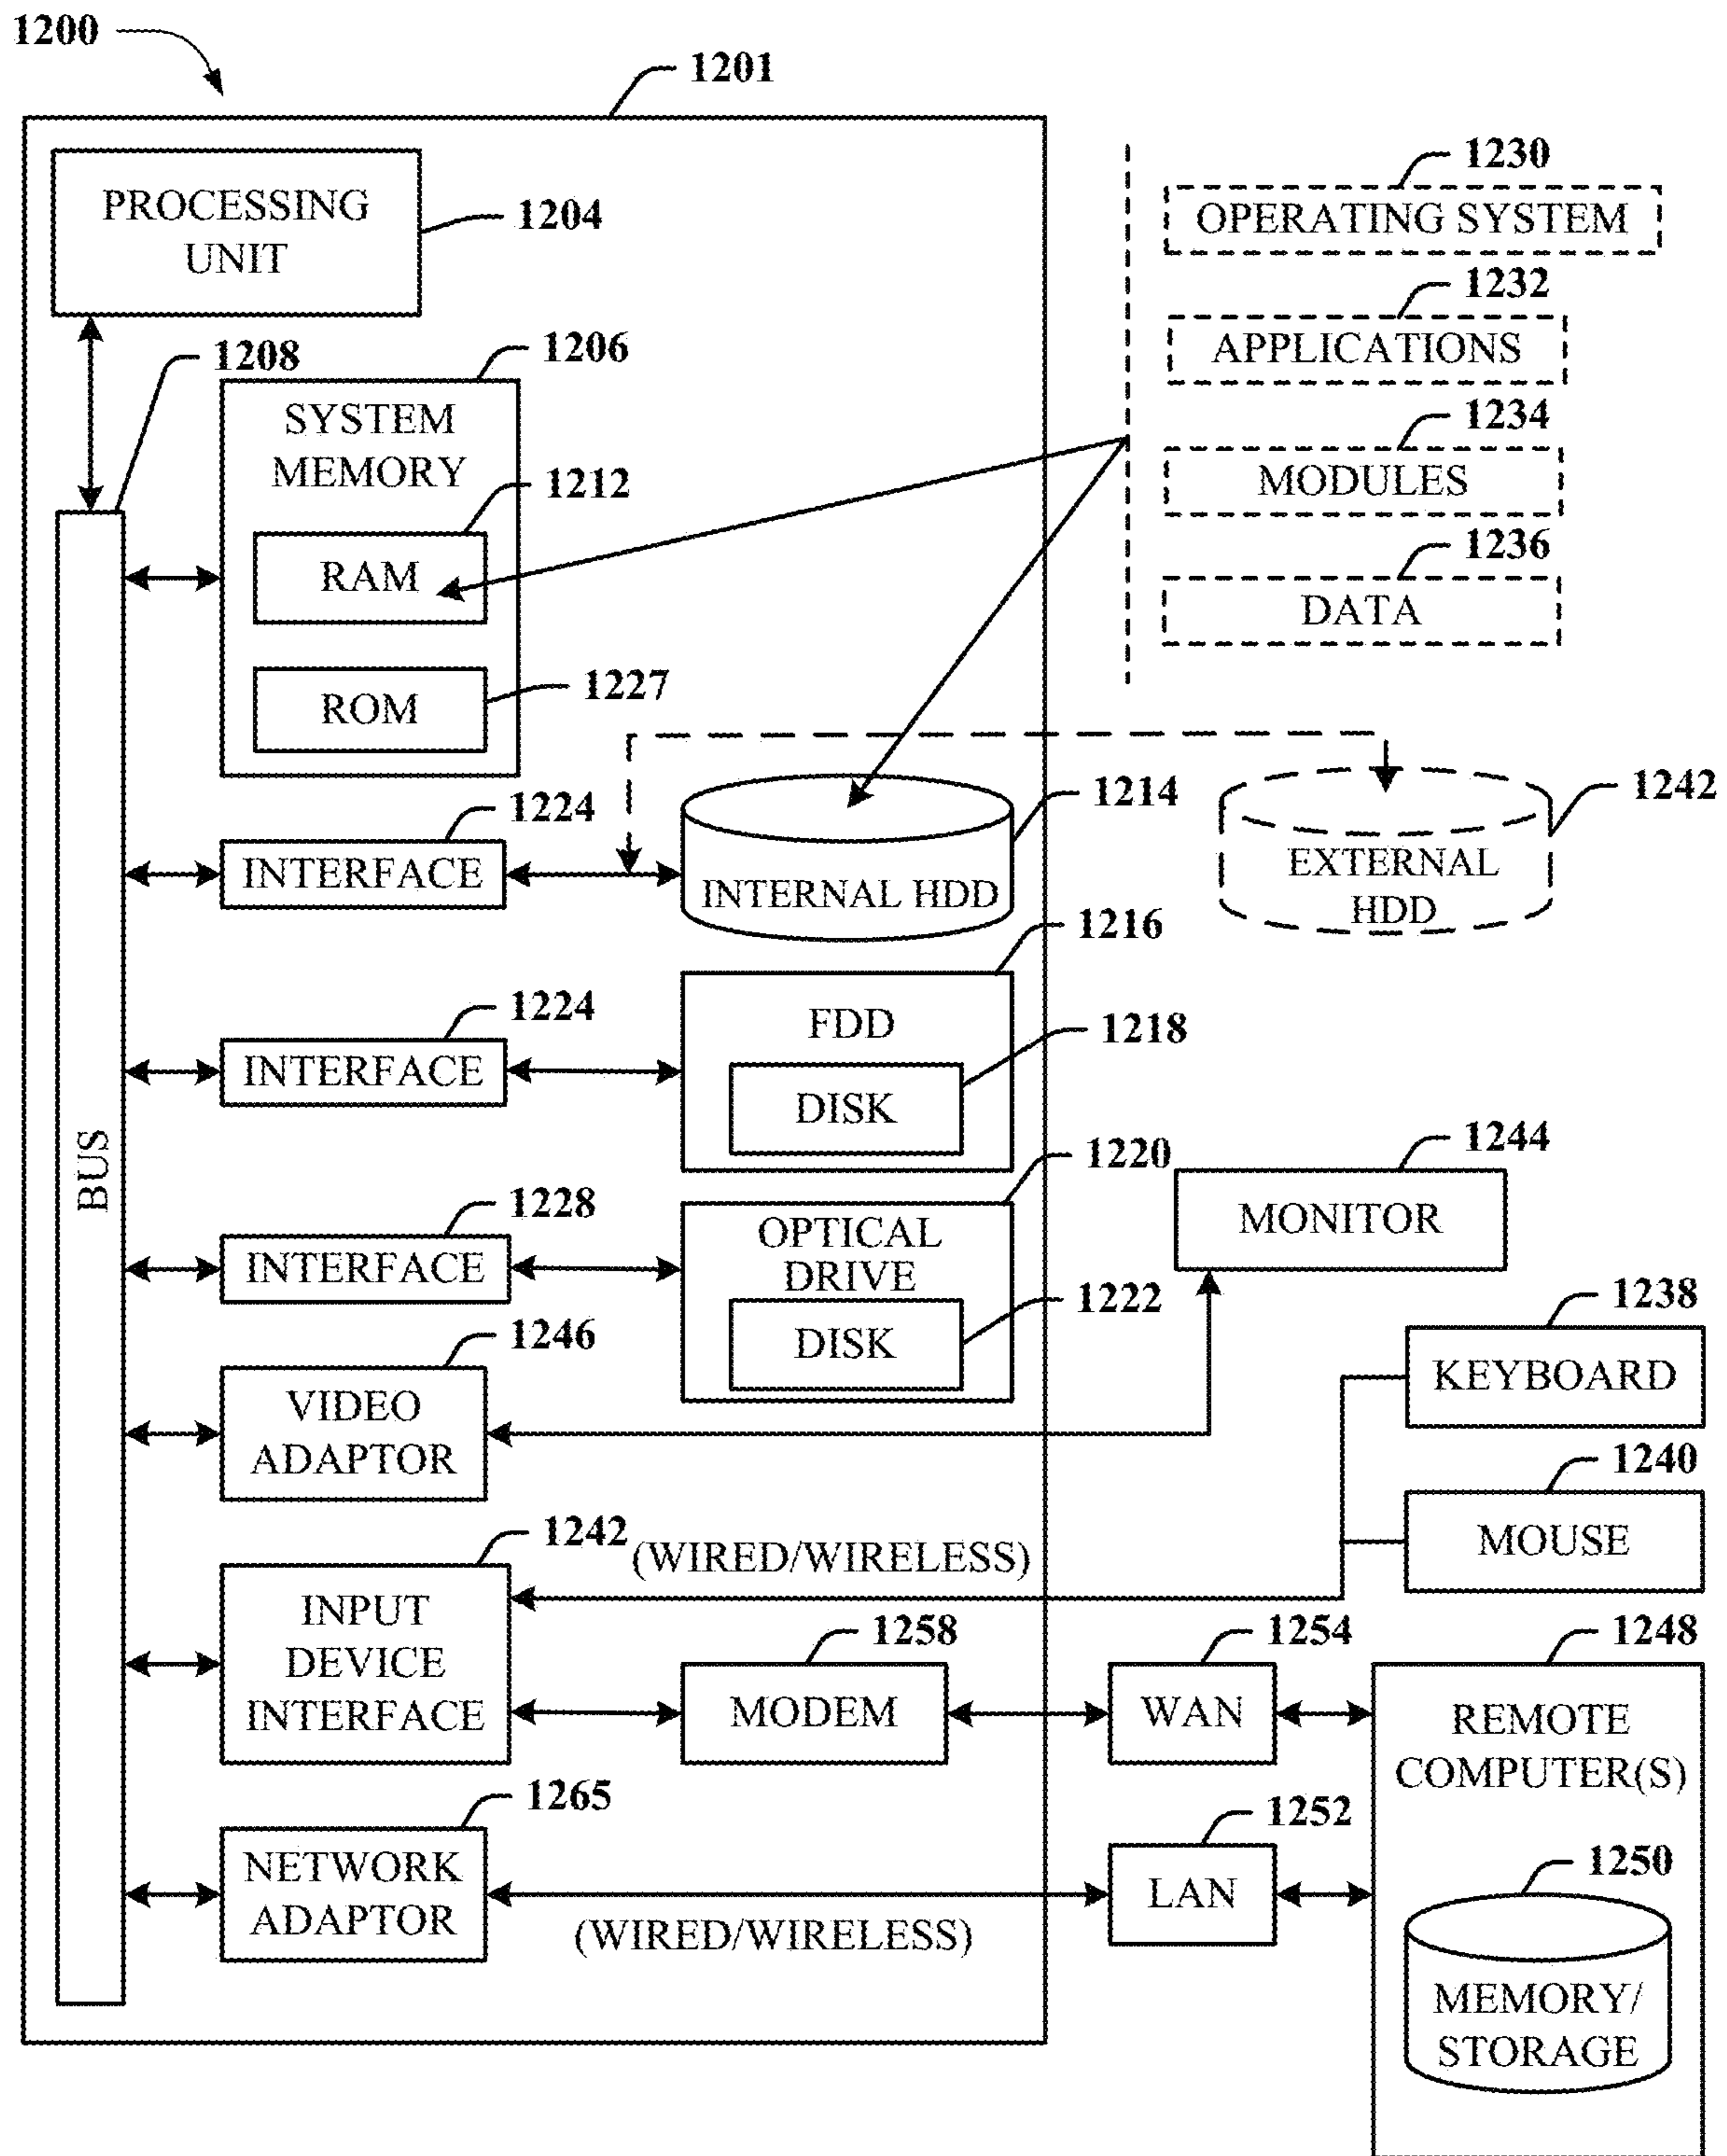 1200
1201
PROCESSING
UNIT
1204
1230
OPERATING SYSTEM
1232
APPLICATIONS
1234
MODULES
1236
DATA
1208
1206
SYSTEM
MEMORY
1212
RAM
1227
ROM
1224
INTERFACE
1214
INTERNAL HDD
1242
EXTERNAL
HDD
1216
FDD
1224
INTERFACE
1218
DISK
BUS
1220
OPTICAL
DRIVE
1228
INTERFACE
1222
DISK
1244
MONITOR
1246
VIDEO
ADAPTOR
1238
KEYBOARD
1240
MOUSE
1242
(WIRED/WIRELESS)
INPUT
DEVICE
INTERFACE
1258
MODEM
1254
WAN
1248
REMOTE
COMPUTER(S)
1265
NETWORK
ADAPTOR
(WIRED/WIRELESS)
1252
LAN
1250
MEMORY/
STORAGE